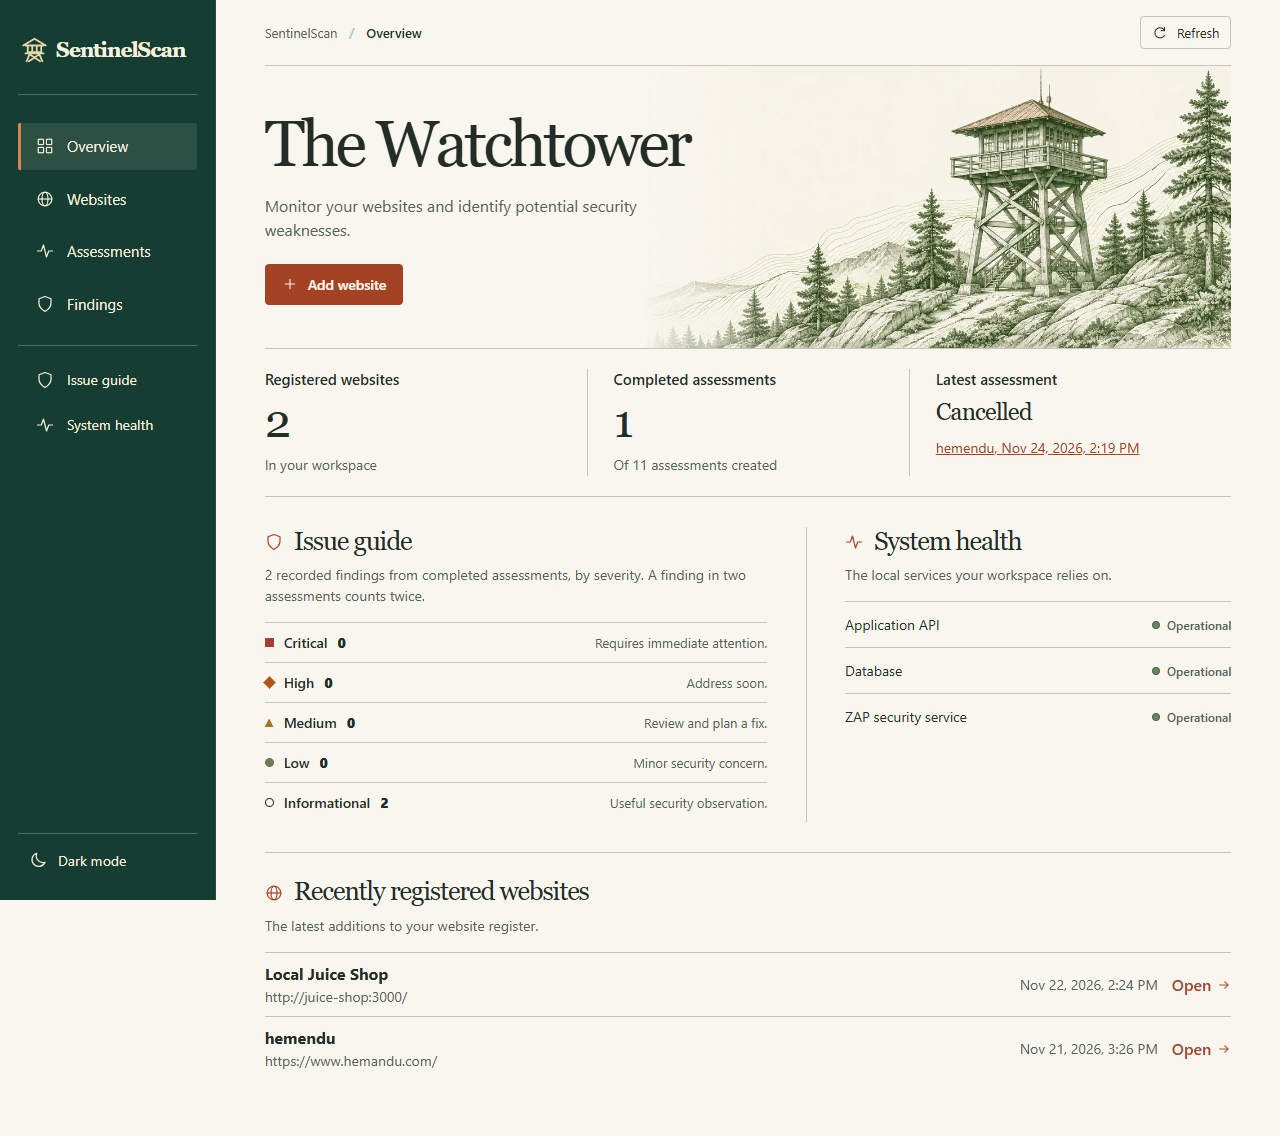 SentinelScan
Overview
Websites
Assessments
Findings
Issue guide
System health
Dark mode
SentinelScan / Overview
Refresh
The Watchtower
Monitor your websites and identify potential security
weaknesses.
+ Add website
Registered websites
2
In your workspace
Completed assessments
1
Of 11 assessments created
Latest assessment
Cancelled
hemendu, Nov 24, 2026, 2:19 PM
Issue guide
2 recorded findings from completed assessments, by severity. A finding in two
assessments counts twice.
Critical 0 Requires immediate attention.
High 0 Address soon.
Medium 0 Review and plan a fix.
Low 0 Minor security concern.
Informational 2 Useful security observation.
System health
The local services your workspace relies on.
Application API Operational
Database Operational
ZAP security service Operational
Recently registered websites
The latest additions to your website register.
Local Juice Shop
http://juice-shop:3000/
Nov 22, 2026, 2:24 PM Open →
hemendu
https://www.hemandu.com/
Nov 21, 2026, 3:26 PM Open →